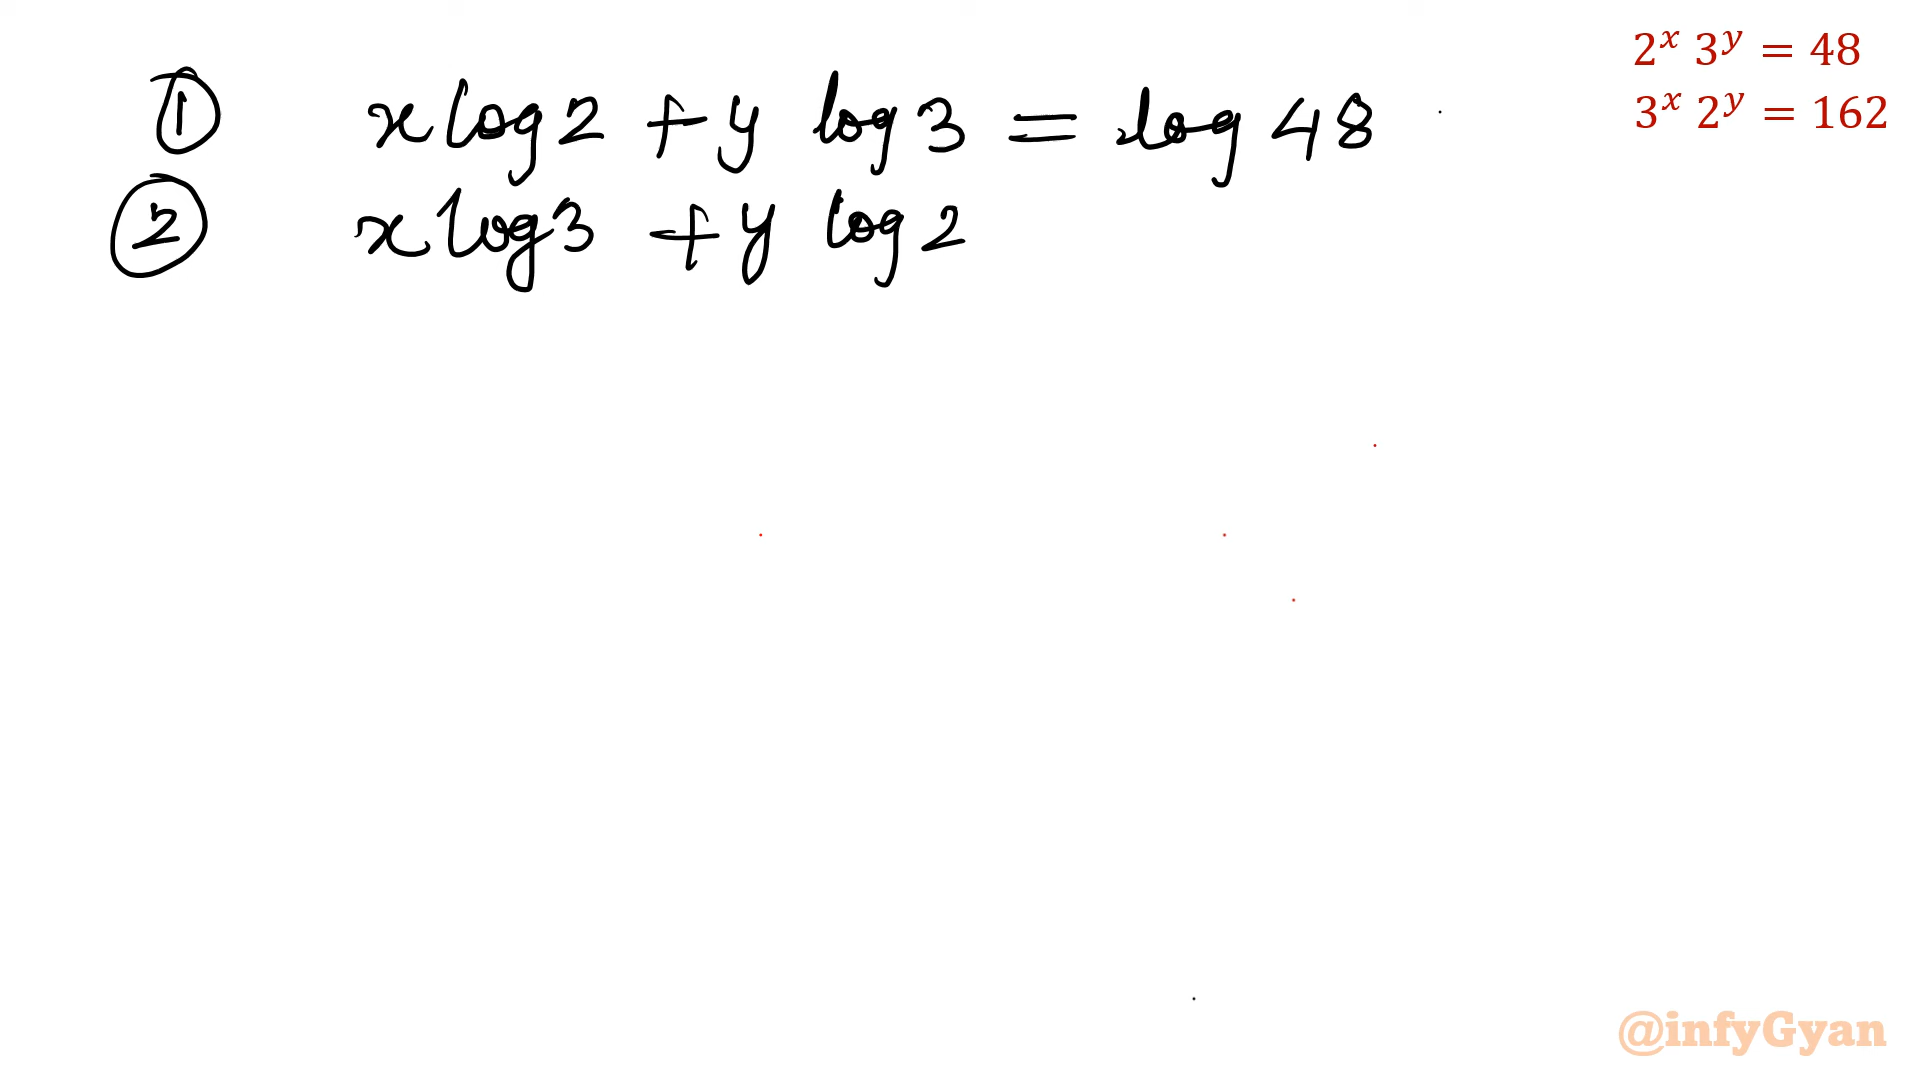 ① x log 2 + y log 3 = log 48
② x log 3 + y log 2
2^x 3^y = 48
3^x 2^y = 162
@infyGyan